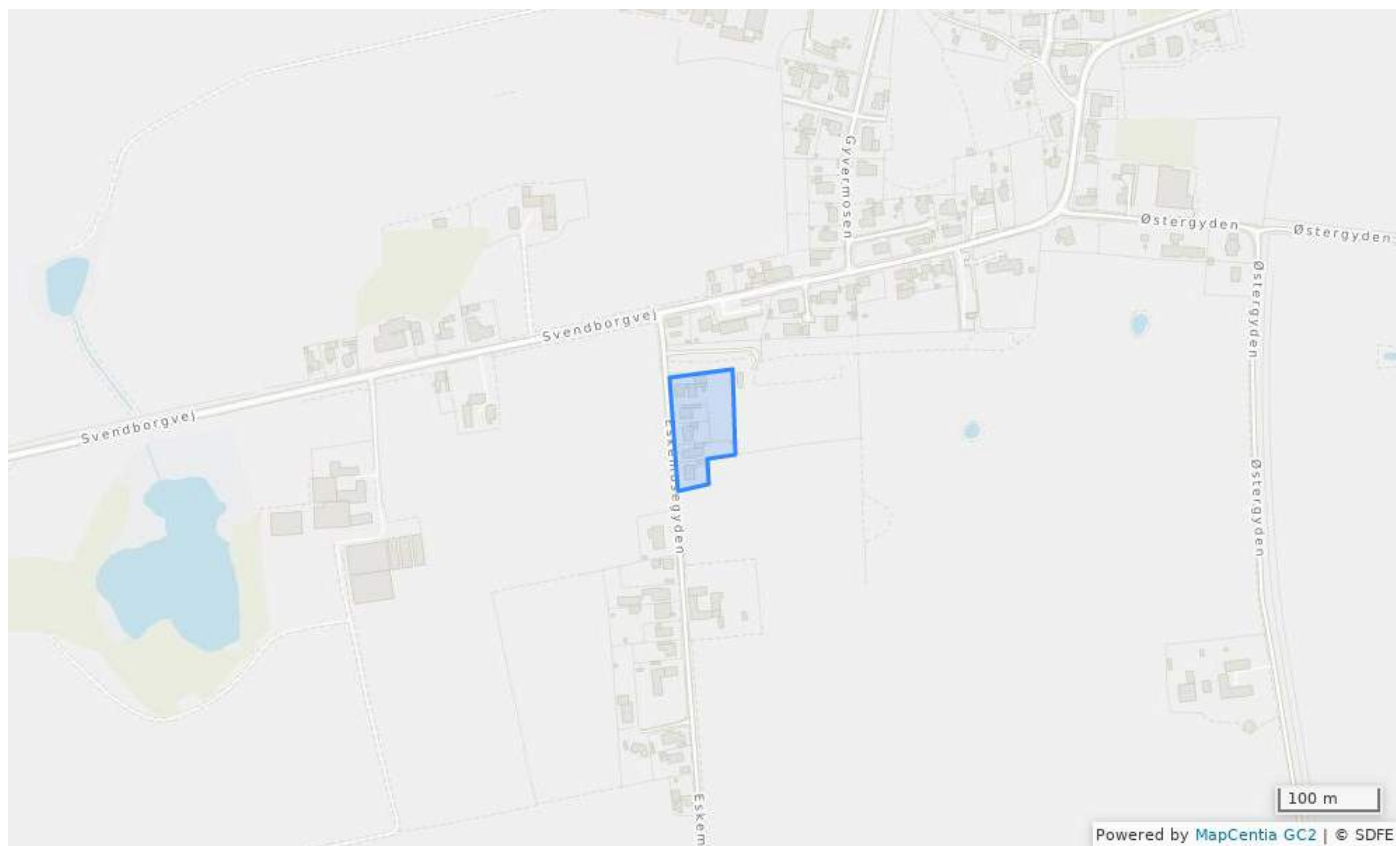 Gyvermosen
Østergyden
Østergyden
Østergyden
Svendborgvej
Svendborgvej
Eskemosegyden
Østergyden
Eskem
100 m
Powered by MapCentia GC2 | © SDFE